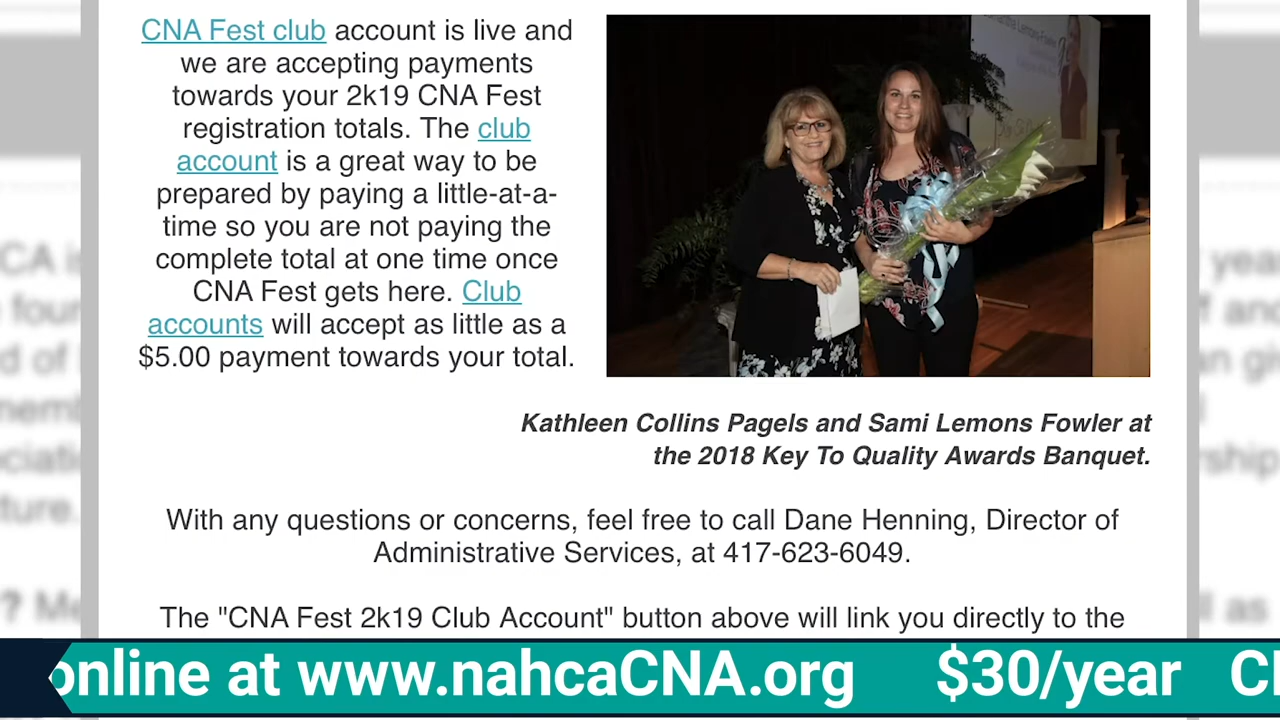 CNA Fest club account is live and
we are accepting payments
towards your 2k19 CNA Fest
registration totals. The club
account is a great way to be
prepared by paying a little-at-a-
time so you are not paying the
complete total at one time once
CNA Fest gets here. Club
accounts will accept as little as a
$5.00 payment towards your total.
Kathleen Collins Pagels and Sami Lemons Fowler at
the 2018 Key To Quality Awards Banquet.
With any questions or concerns, feel free to call Dane Henning, Director of
Administrative Services, at 417-623-6049.
The "CNA Fest 2k19 Club Account" button above will link you directly to the
online at www.nahcaCNA.org $30/year